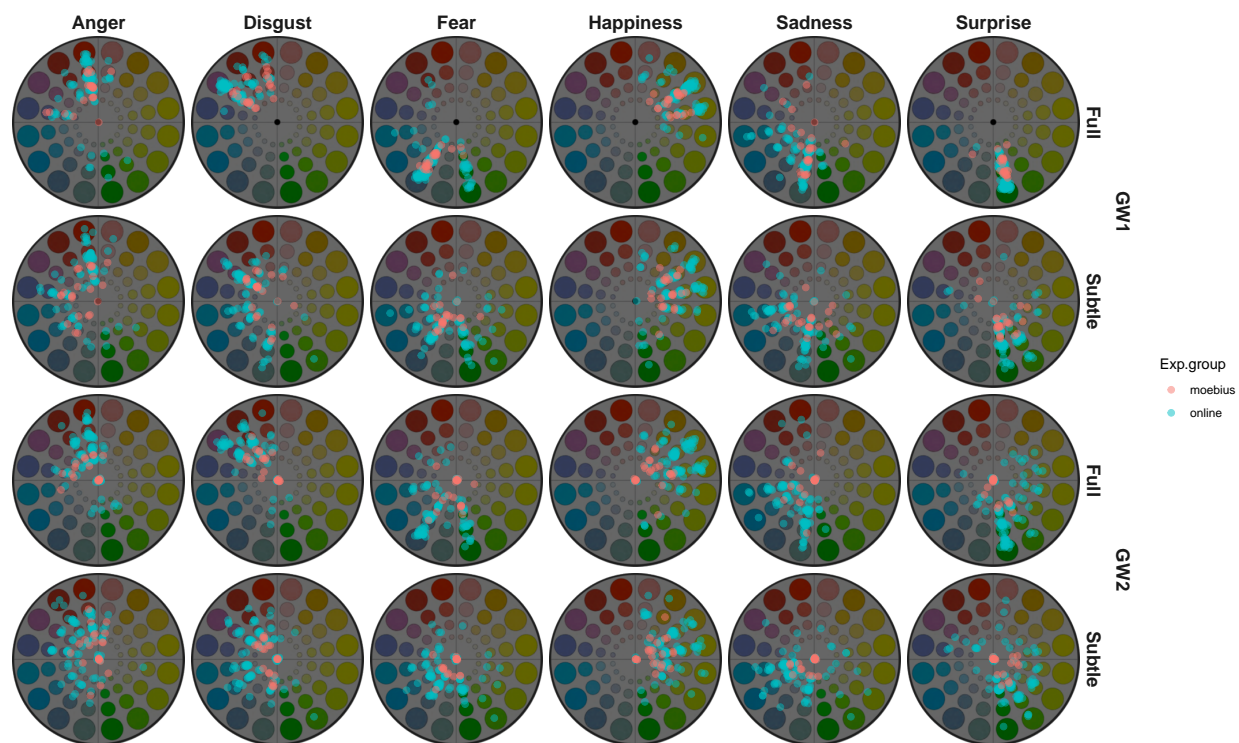 Anger Disgust Fear Happiness Sadness Surprise
Full
GW1
Subtle
Exp.group
moebius
online
Full
GW2
Subtle